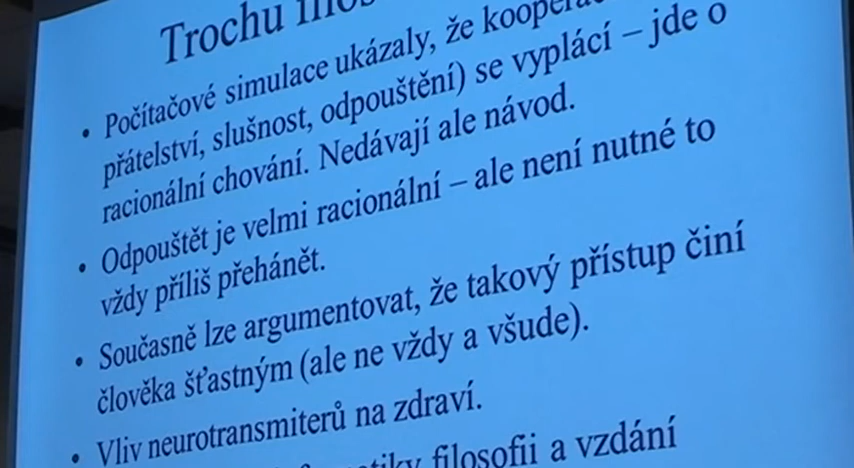 Trochu
• Počítačové simulace ukázaly, že
přátelství, slušnost, odpouštění) se vyplácí – jde o
racionální chování. Nedávají ale návod.
• Odpouštět je velmi racionální – ale není nutné to
vždy příliš přehánět.
• Současně lze argumentovat, že takový přístup činí
člověka šťastným (ale ne vždy a všude).
• Vliv neurotransmiterů na zdraví.
filosofii a vzdání